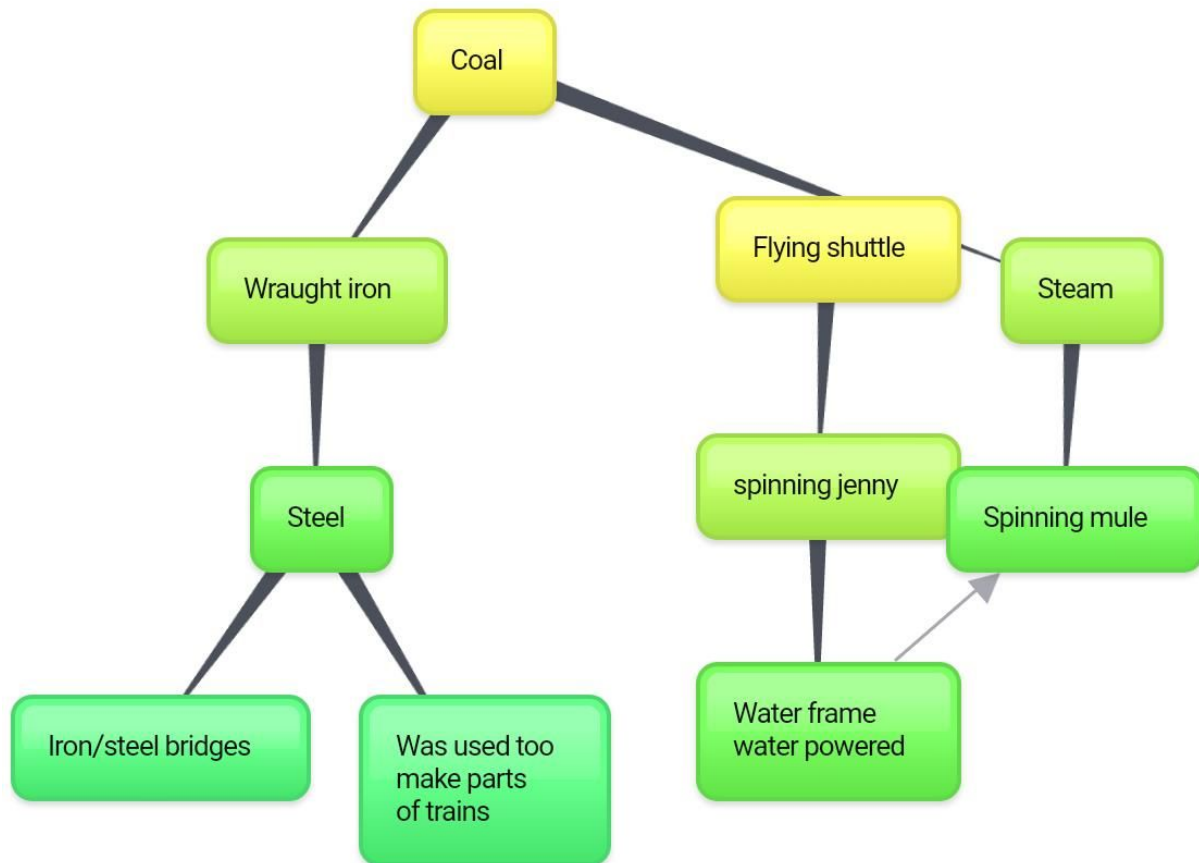 Coal
Flying shuttle
Wraught iron
Steam
spinning jenny
Steel
Spinning mule
Iron/steel bridges
Was used too
make parts
of trains
Water frame
water powered